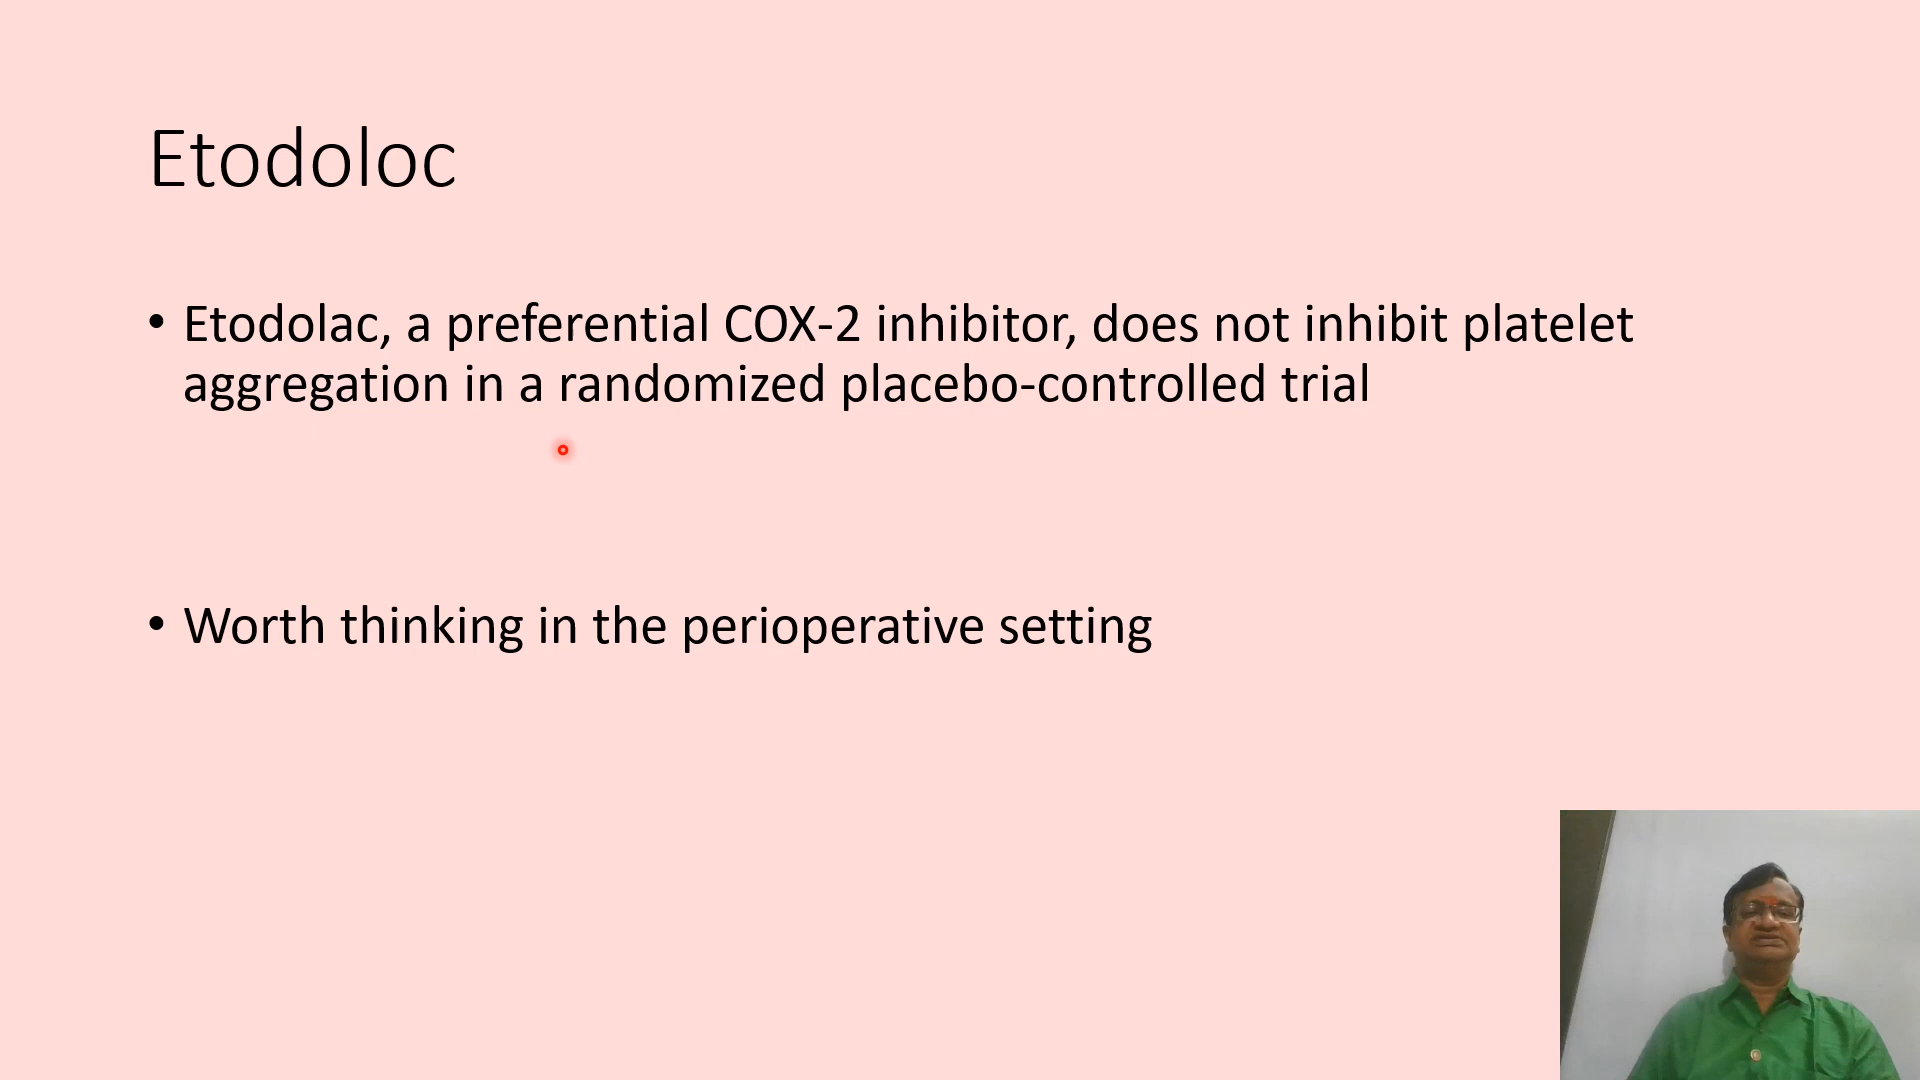 Etodoloc
• Etodolac, a preferential COX-2 inhibitor, does not inhibit platelet
aggregation in a randomized placebo-controlled trial
• Worth thinking in the perioperative setting